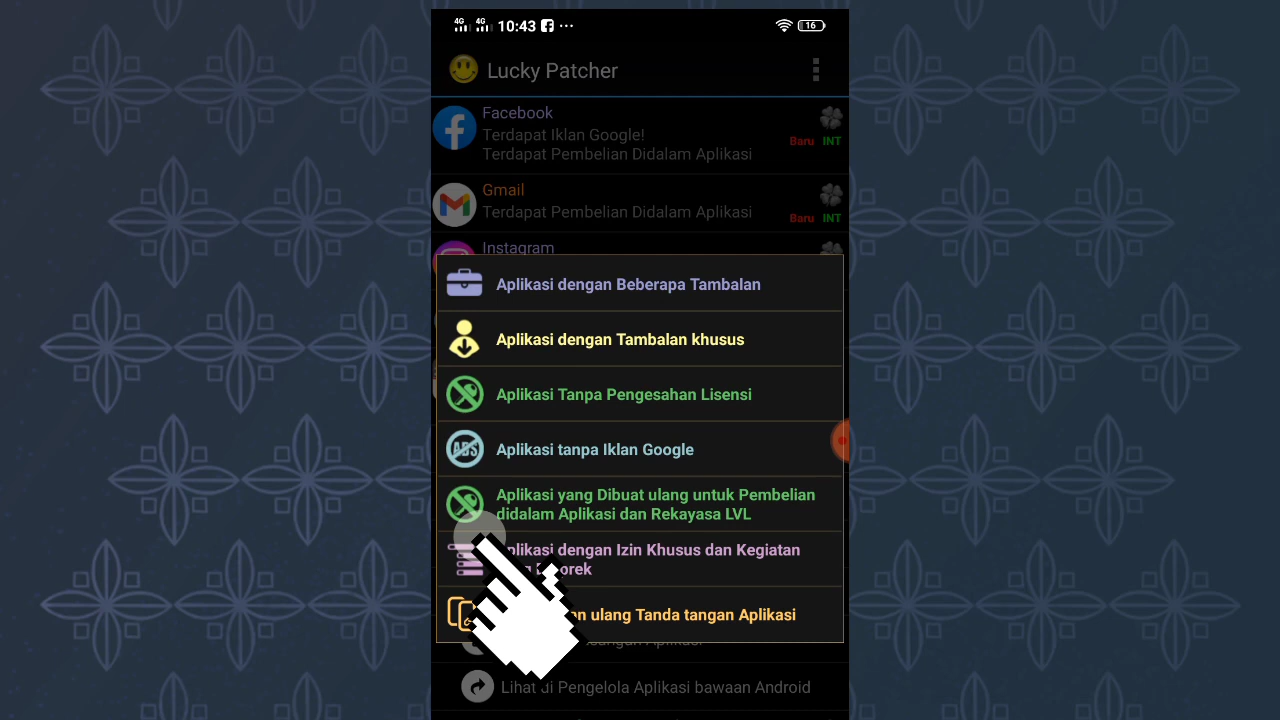 4G 4G 10:43 16
Lucky Patcher
Facebook
Terdapat Iklan Google!
Terdapat Pembelian Didalam Aplikasi
Baru INT
Gmail
Terdapat Pembelian Didalam Aplikasi
Baru INT
Instagram
Aplikasi dengan Beberapa Tambalan
Aplikasi dengan Tambalan khusus
Aplikasi Tanpa Pengesahan Lisensi
ADS
Aplikasi tanpa Iklan Google
Aplikasi yang Dibuat ulang untuk Pembelian
didalam Aplikasi dan Rekayasa LVL
dengan Izin Khusus dan Kegiatan
ulang Tanda tangan Aplikasi
Aplikasi
Lihat di Pengelola Aplikasi bawaan Android